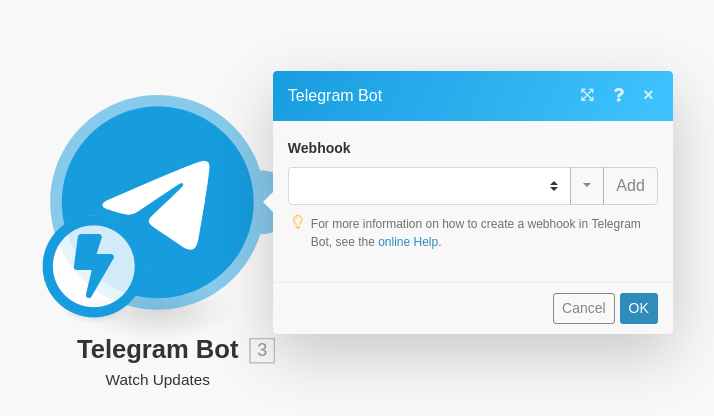 Telegram Bot
?
Webhook
Add
For more information on how to create a webhook in Telegram
Bot, see the online Help.
Cancel
OK
Telegram Bot 3
Watch Updates